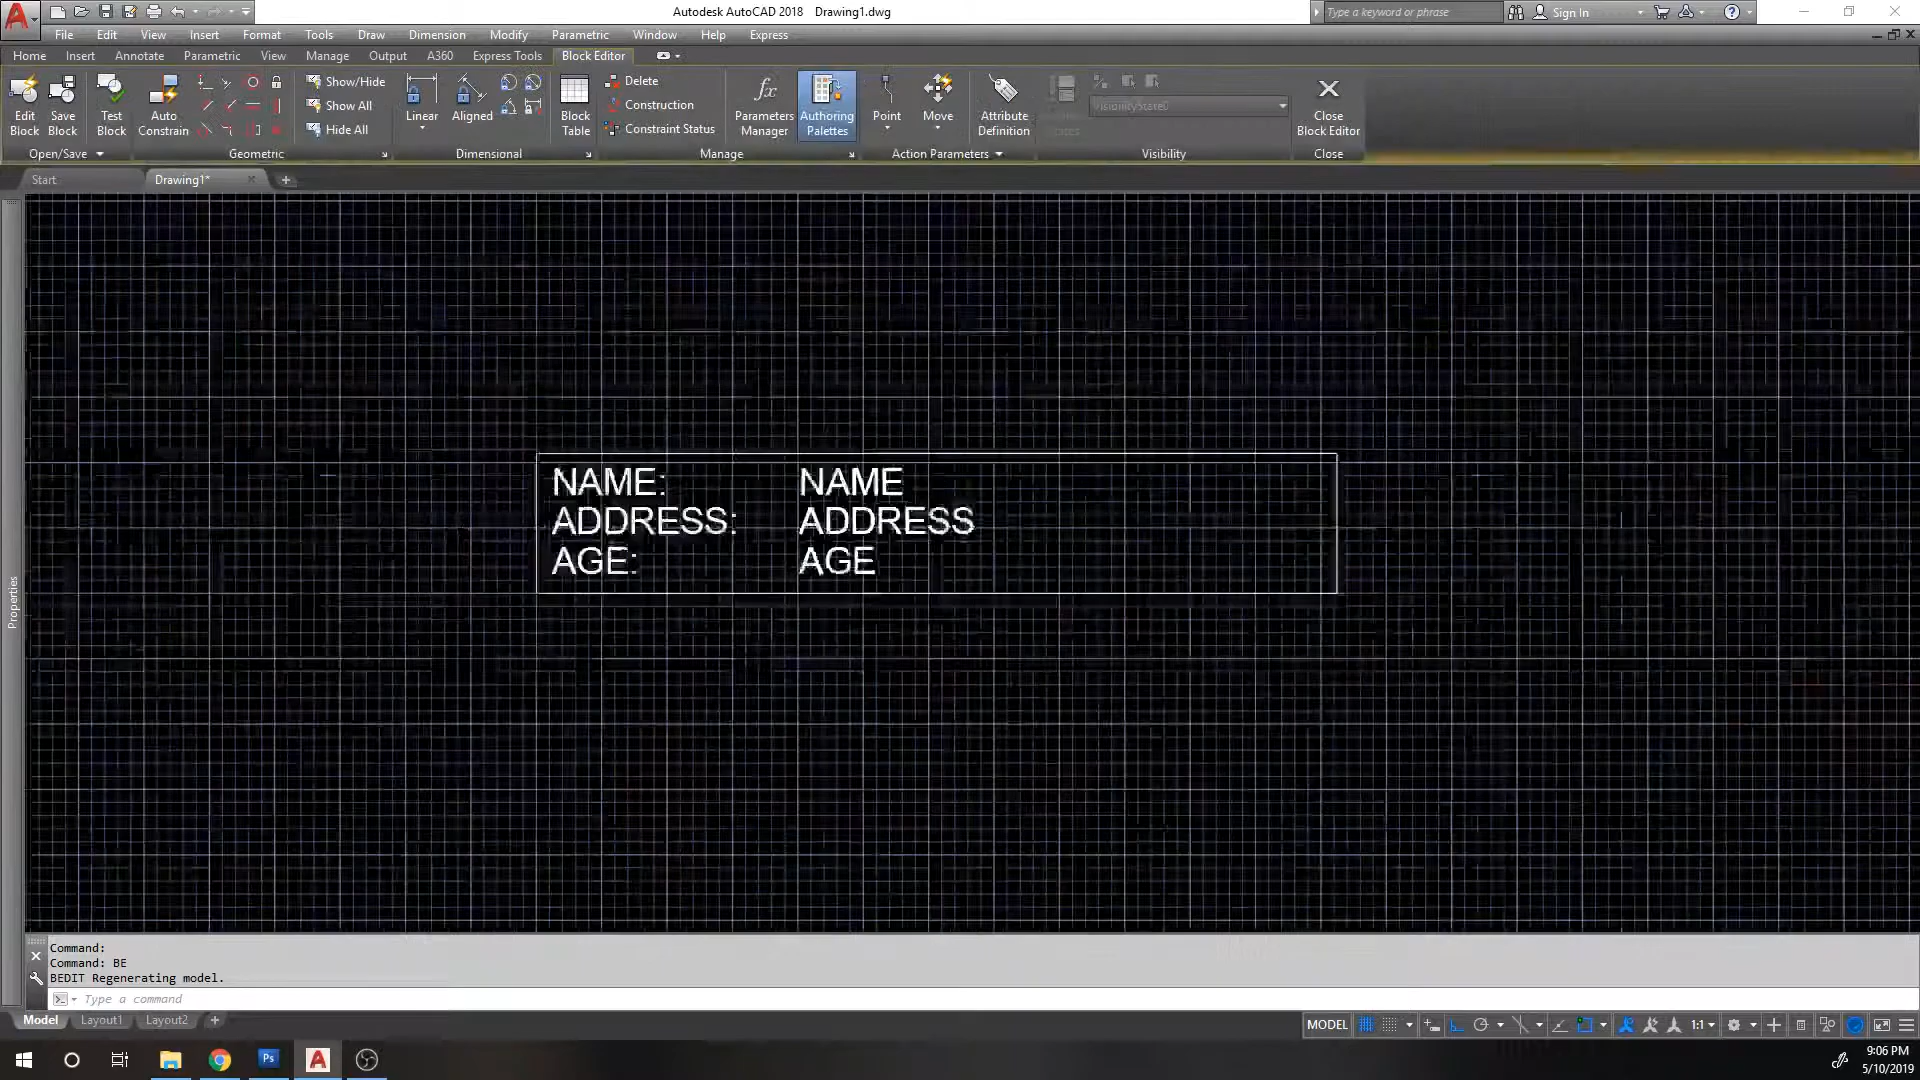 Autodesk AutoCAD 2018 Drawing1.dwg
Type a keyword or phrase
Sign In
File Edit View Insert Format Tools Draw Dimension Modify Parametric Window Help Express
Home Insert Annotate Parametric View Manage Output A360 Express Tools Block Editor
Edit Block
Save Block
Test Block
Auto Constrain
Show/Hide
Show All
Hide All
Linear
Aligned
Block Table
Delete
Construction
Constraint Status
Parameters Manager
Authoring Palettes
Point
Move
Attribute Definition
VisibilityState0
Close Block Editor
Open/Save Geometric Dimensional Manage Action Parameters Visibility Close
Start Drawing1*
Properties
NAME: NAME
ADDRESS: ADDRESS
AGE: AGE
Command:
Command: BE
BEDIT Regenerating model.
Type a command
Model Layout1 Layout2
MODEL 1:1
Ps
9:06 PM
5/10/2019